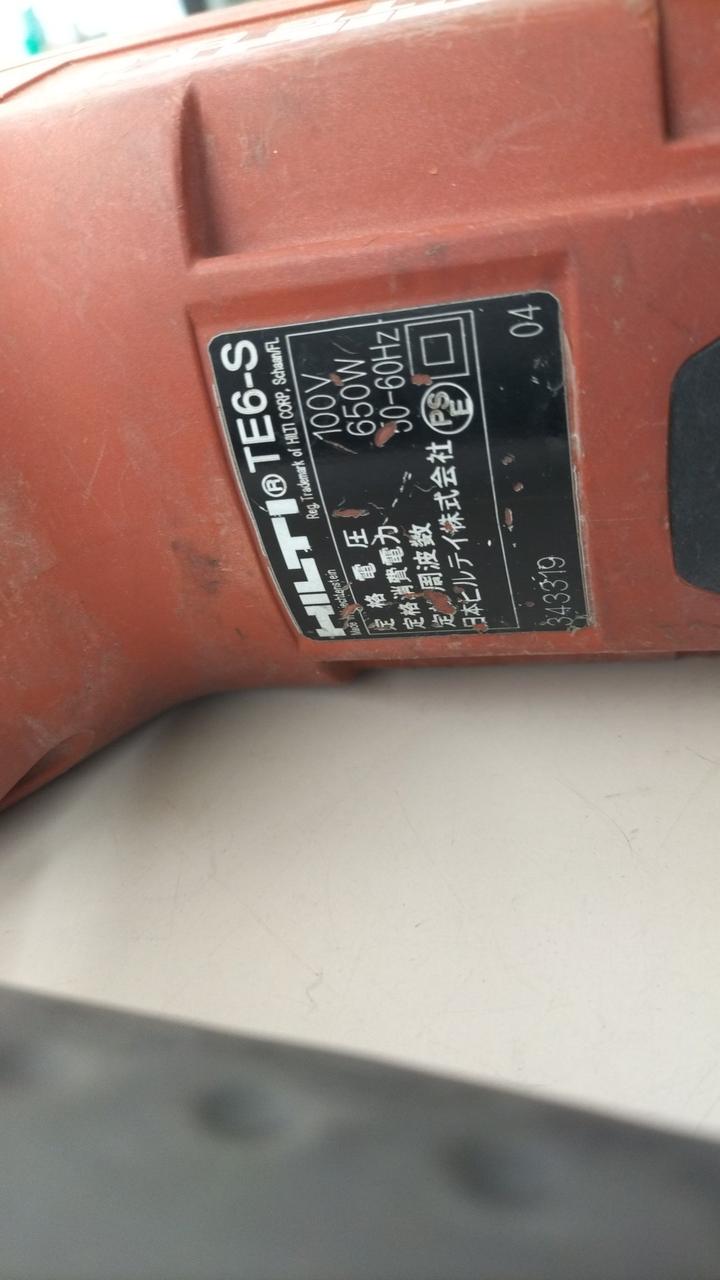 HILTI® TE6-S
Made Liechtenstein Reg. Trademark of HILTI CORP., Schaan/FL
定格電圧 100V
定格消費電力 650W
定格周波数 50-60Hz
日本ヒルティ株式会社 PSE
343319 04